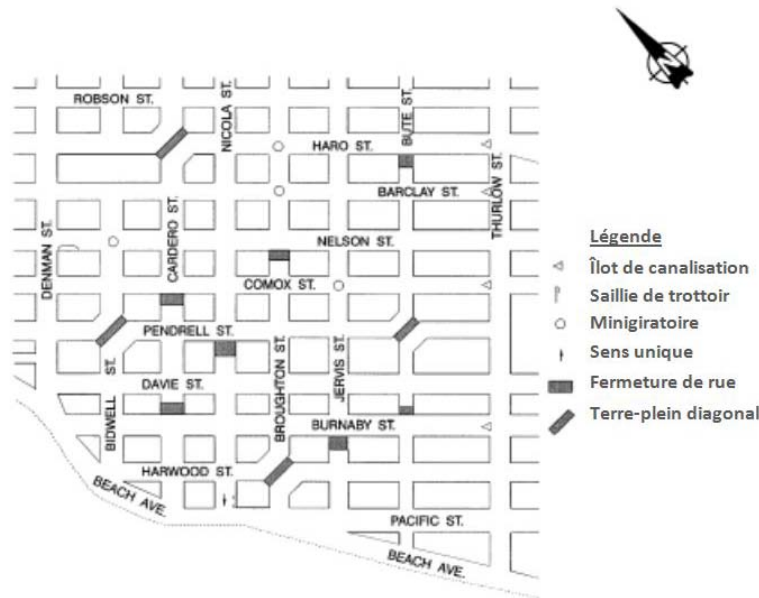 ROBSON ST.
NICOLA ST.
BUTE ST.
HARO ST.
THURLOW ST.
BARCLAY ST.
CARDERO ST.
DENMAN ST.
NELSON ST.
COMOX ST.
PENDRELL ST.
BROUGHTON ST.
JERVIS ST.
BIDWELL ST.
DAVIE ST.
BURNABY ST.
HARWOOD ST.
BEACH AVE.
PACIFIC ST.
BEACH AVE.
N
Légende
Îlot de canalisation
Saillie de trottoir
Minigiratoire
Sens unique
Fermeture de rue
Terre-plein diagonal